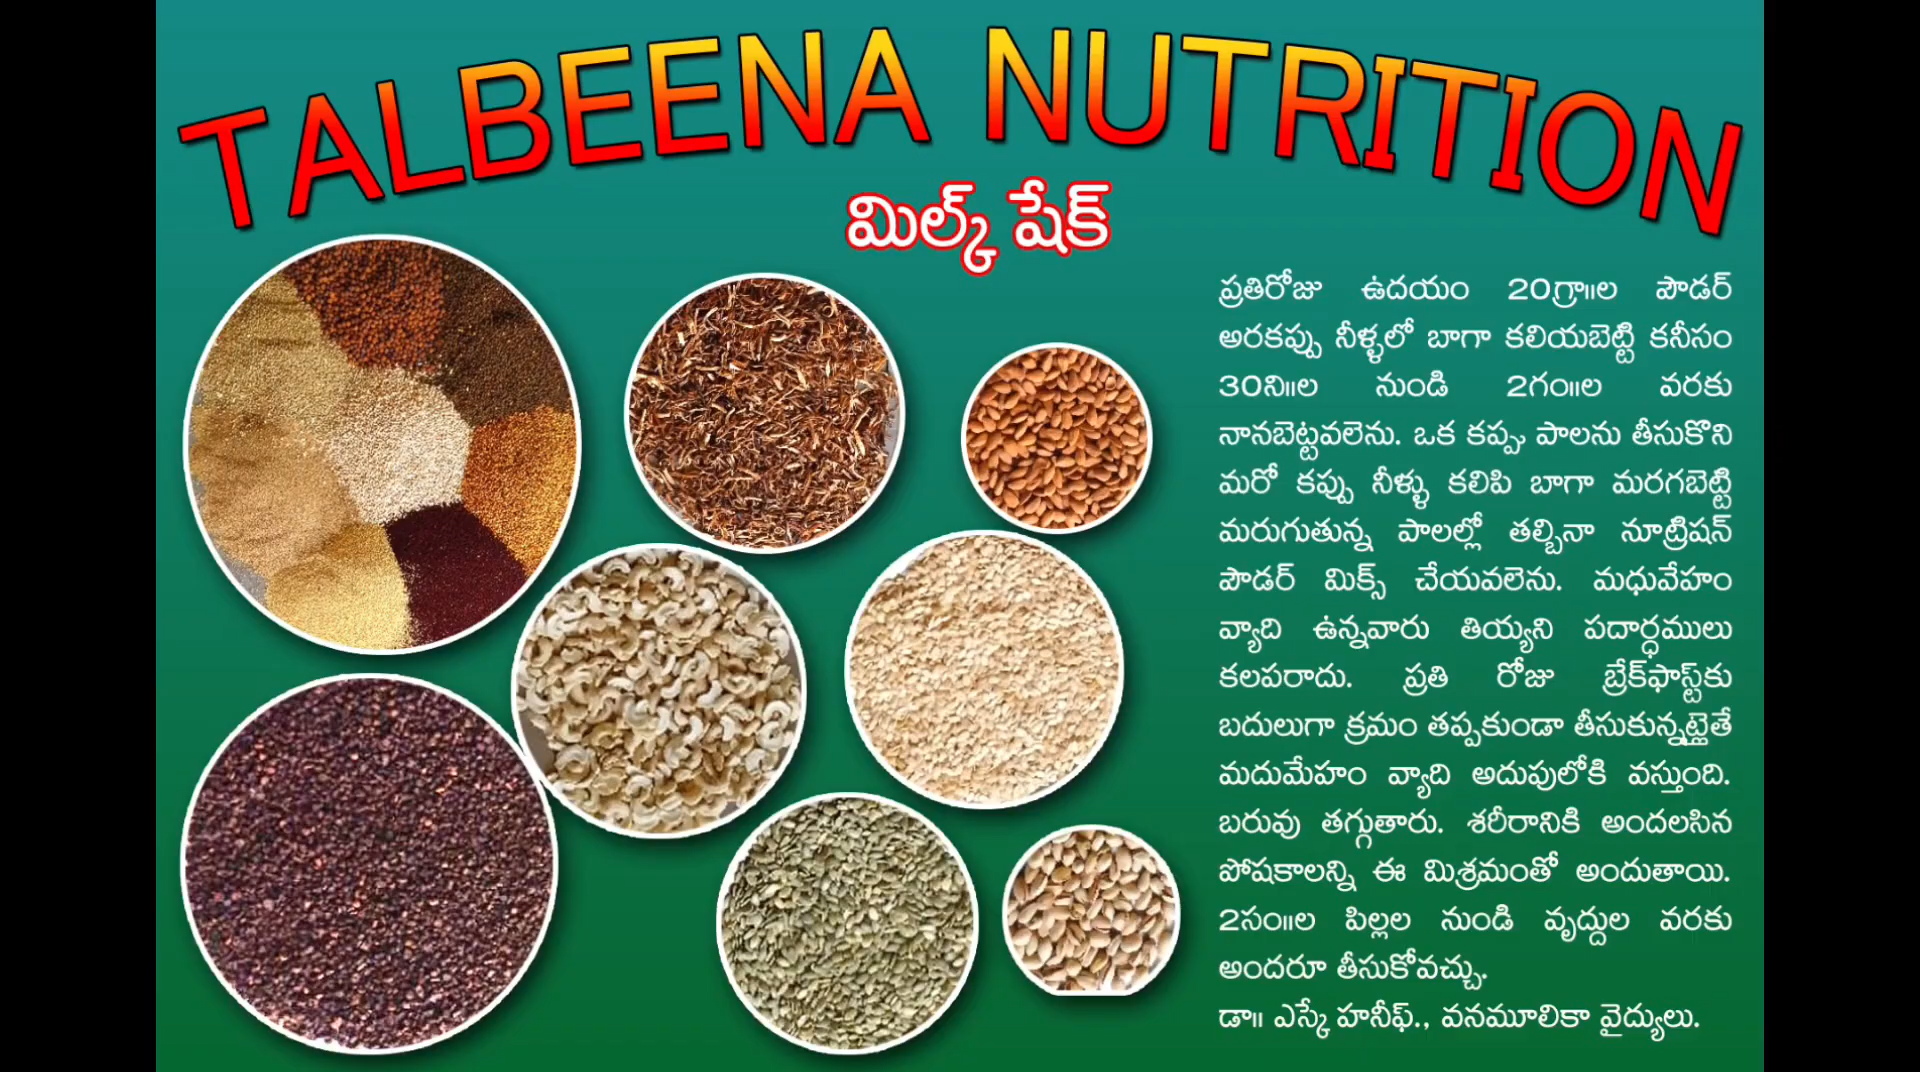 TALBEENA NUTRITION
మిల్క్ షేక్
ప్రతిరోజు ఉదయం 20గ్రా॥ల పౌడర్
అరకప్పు నీళ్ళలో బాగా కలియబెట్టి కనీసం
30ని॥ల నుండి 2గం॥ల వరకు
నానబెట్టవలెను. ఒక కప్పు పాలను తీసుకొని
మరో కప్పు నీళ్ళు కలిపి బాగా మరగబెట్టి
మరుగుతున్న పాలల్లో తల్బినా నూట్రిషన్
పౌడర్ మిక్స్ చేయవలెను. మధువేహం
వ్యాది ఉన్నవారు తియ్యని పదార్ధములు
కలపరాదు. ప్రతి రోజు బ్రేక్‌ఫాస్ట్‌కు
బదులుగా క్రమం తప్పకుండా తీసుకున్నట్లైతే
మదుమేహం వ్యాది అదుపులోకి వస్తుంది.
బరువు తగ్గుతారు. శరీరానికి అందలసిన
పోషకాలన్ని ఈ మిశ్రమంతో అందుతాయి.
2సం॥ల పిల్లల నుండి వృద్దుల వరకు
అందరూ తీసుకోవచ్చు.
డా॥ ఎస్కే హనీఫ్., వనమూలికా వైద్యులు.